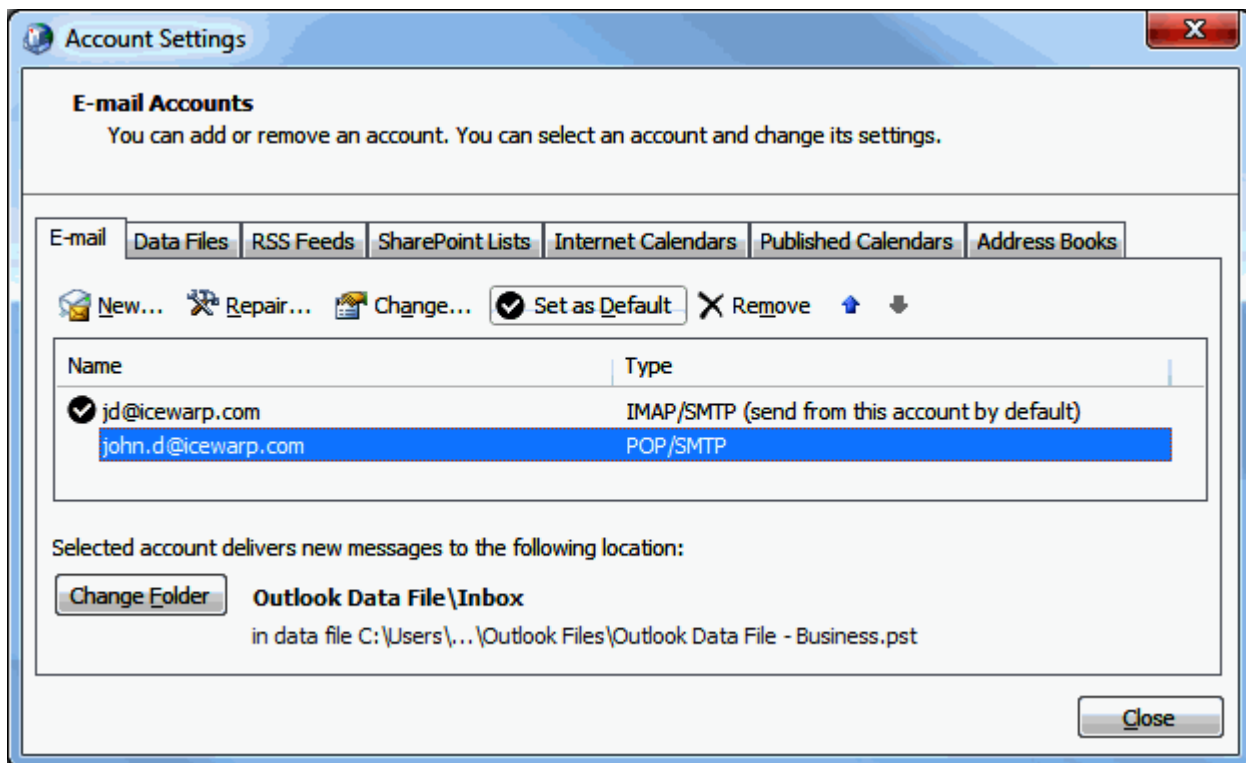 Account Settings
E-mail Accounts
You can add or remove an account. You can select an account and change its settings.
E-mail Data Files RSS Feeds SharePoint Lists Internet Calendars Published Calendars Address Books
New... Repair... Change... Set as Default Remove
Name Type
jd@icewarp.com IMAP/SMTP (send from this account by default)
john.d@icewarp.com POP/SMTP
Selected account delivers new messages to the following location:
Change Folder Outlook Data File\Inbox
in data file C:\Users\...\Outlook Files\Outlook Data File - Business.pst
Close